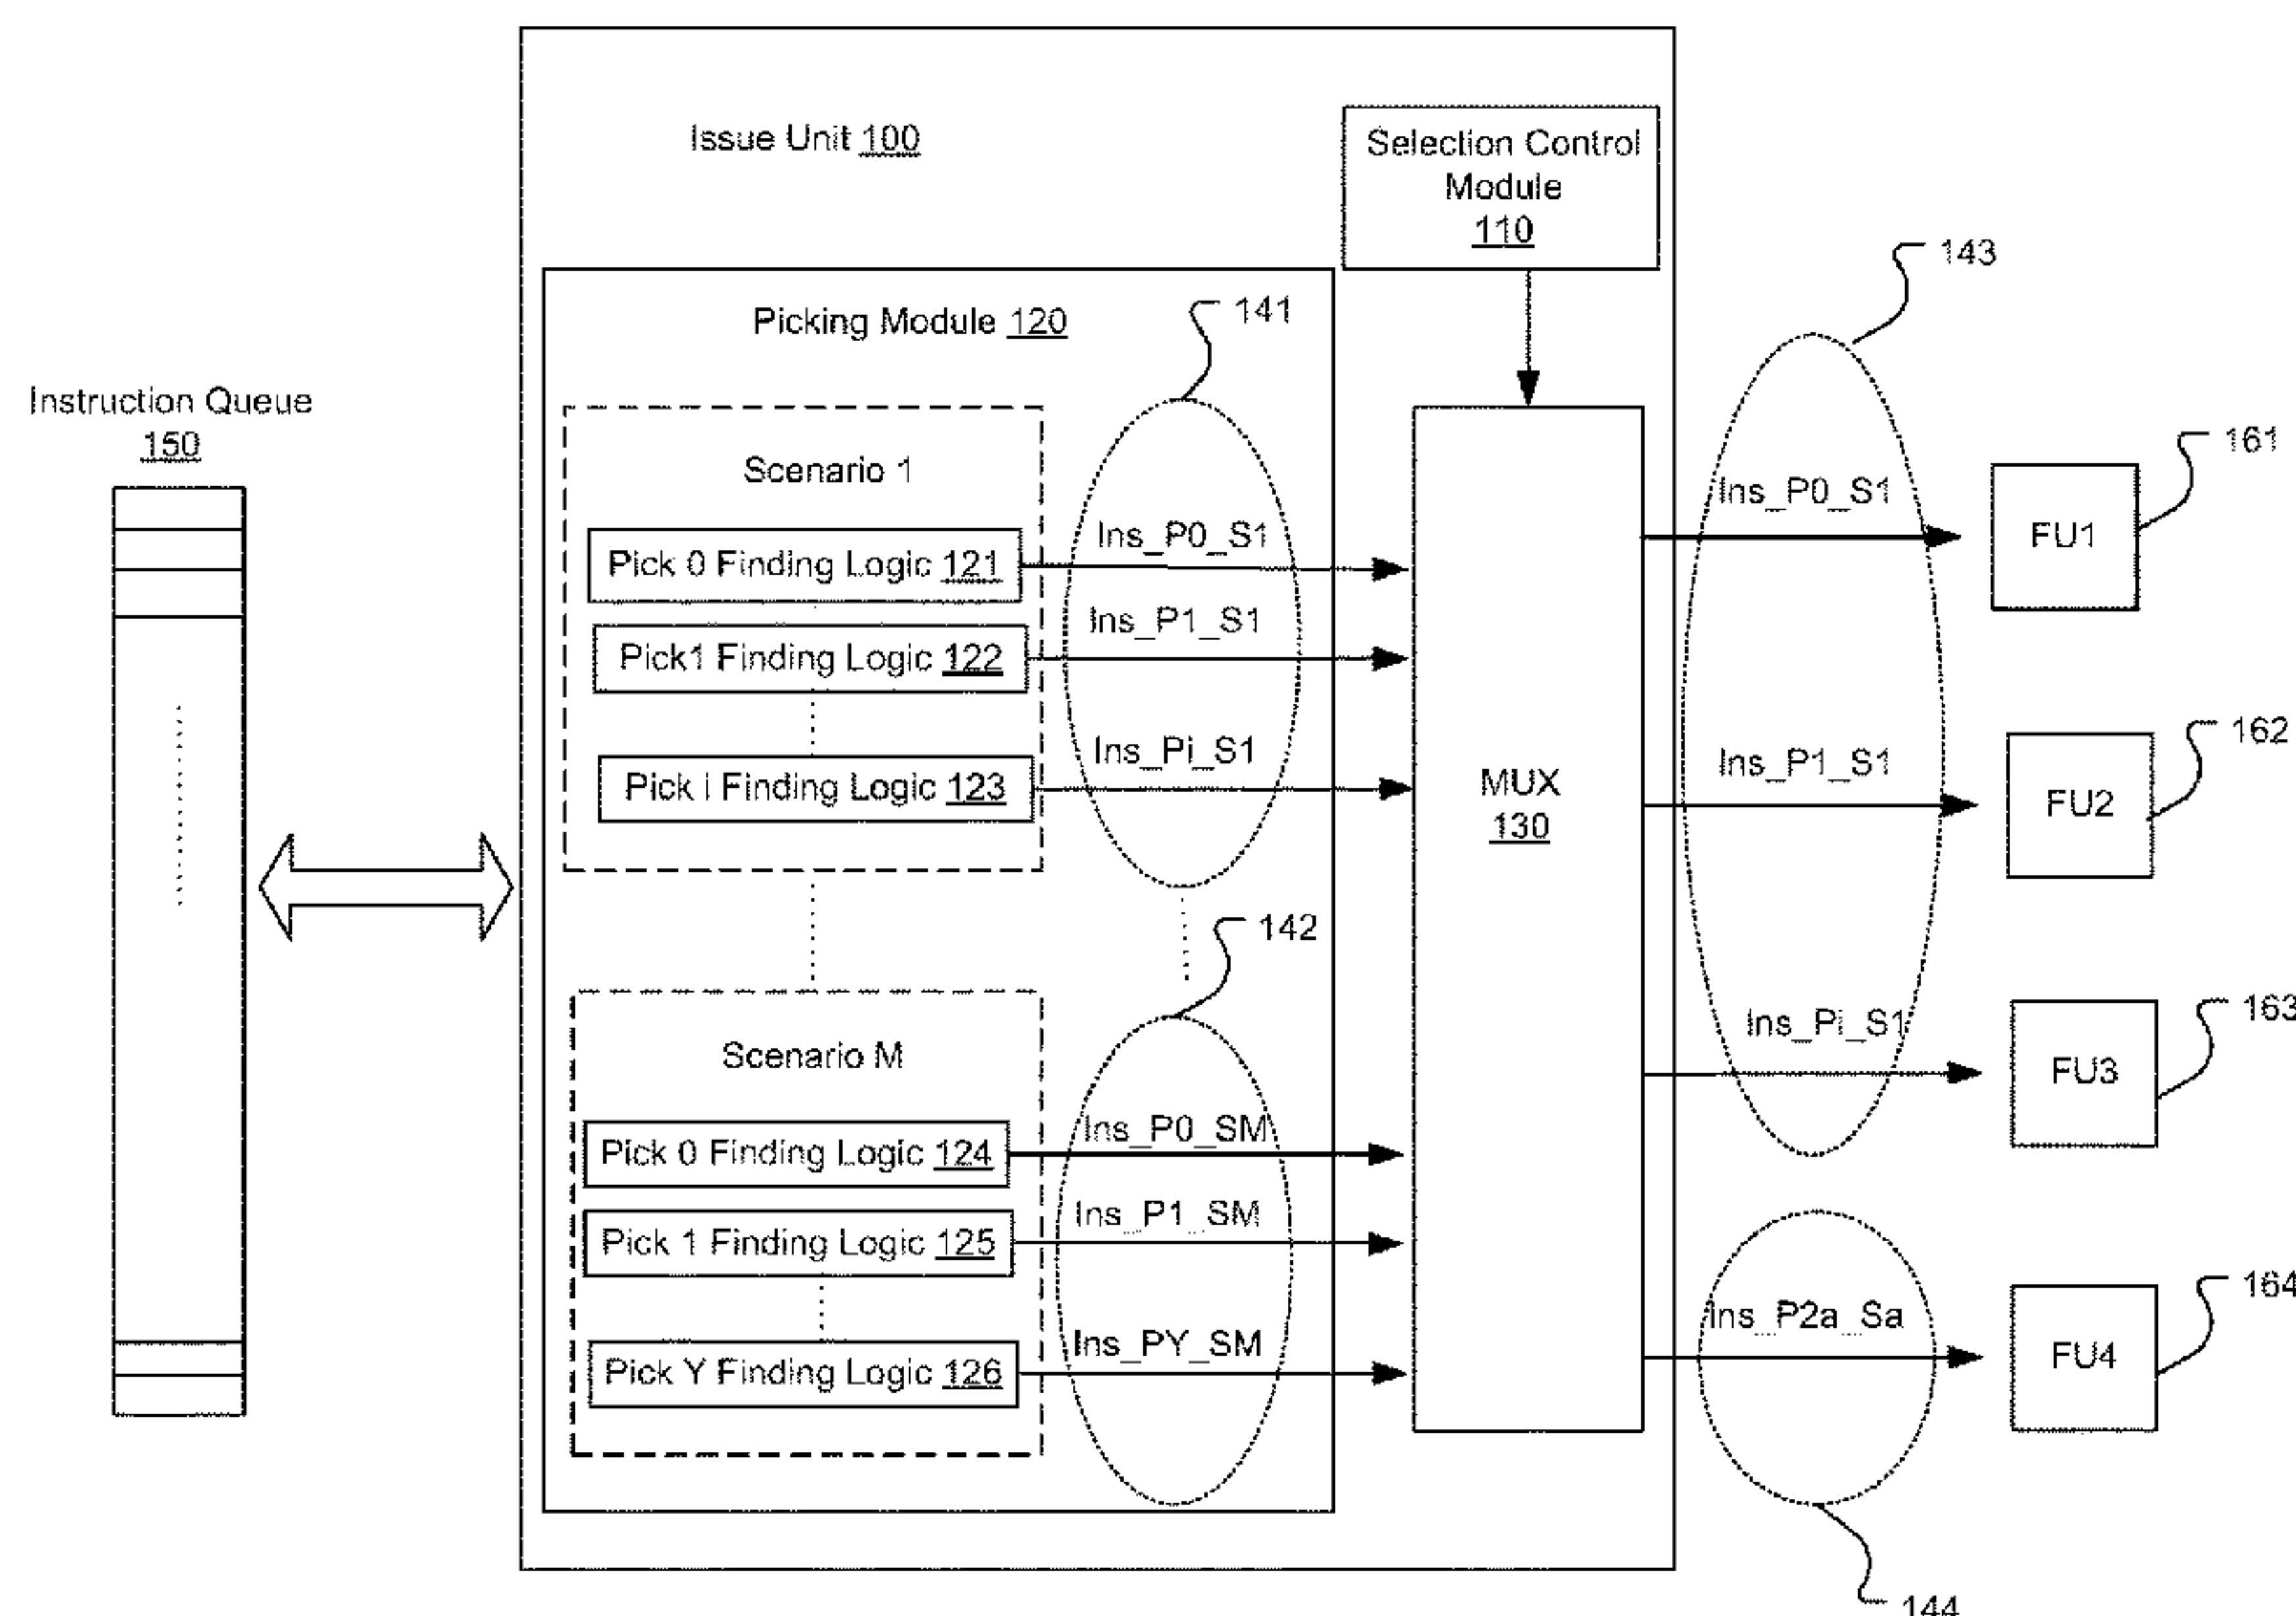 Issue Unit 100
Selection Control
Module
110
143
Picking Module 120
141
Instruction Queue
150
161
Scenario 1
Ins_P0_S1
FU1
Pick 0 Finding Logic 121
Ins_P0_S1
Pick1 Finding Logic 122
Ins_P1_S1
162
Pick i Finding Logic 123
Ins_Pi_S1
MUX
130
Ins_P1_S1
FU2
142
163
Scenario M
Ins_Pi_S1
FU3
Pick 0 Finding Logic 124
Ins_P0_SM
Pick 1 Finding Logic 125
Ins_P1_SM
164
Pick Y Finding Logic 126
Ins_PY_SM
Ins_P2a_Sa
FU4
144